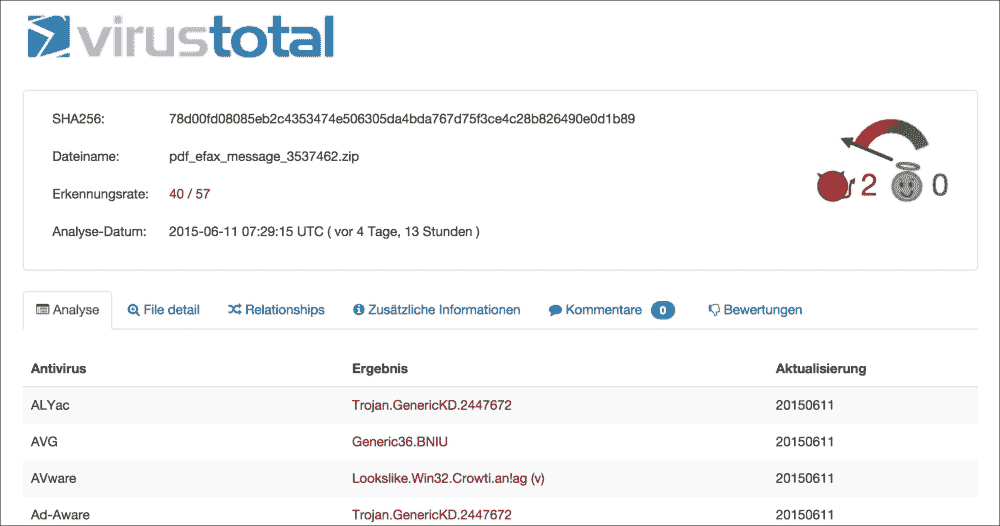 virustotal
SHA256: 78d00fd08085eb2c4353474e506305da4bda767d75f3ce4c28b826490e0d1b89
Dateiname: pdf_efax_message_3537462.zip
Erkennungsrate: 40 / 57
2 0
Analyse-Datum: 2015-06-11 07:29:15 UTC ( vor 4 Tage, 13 Stunden )
Analyse File detail Relationships Zusätzliche Informationen Kommentare 0 Bewertungen
Antivirus Ergebnis Aktualisierung
ALYac Trojan.GenericKD.2447672 20150611
AVG Generic36.BNIU 20150611
AVware Lookslike.Win32.Crowti.an!ag (v) 20150611
Ad-Aware Trojan.GenericKD.2447672 20150611